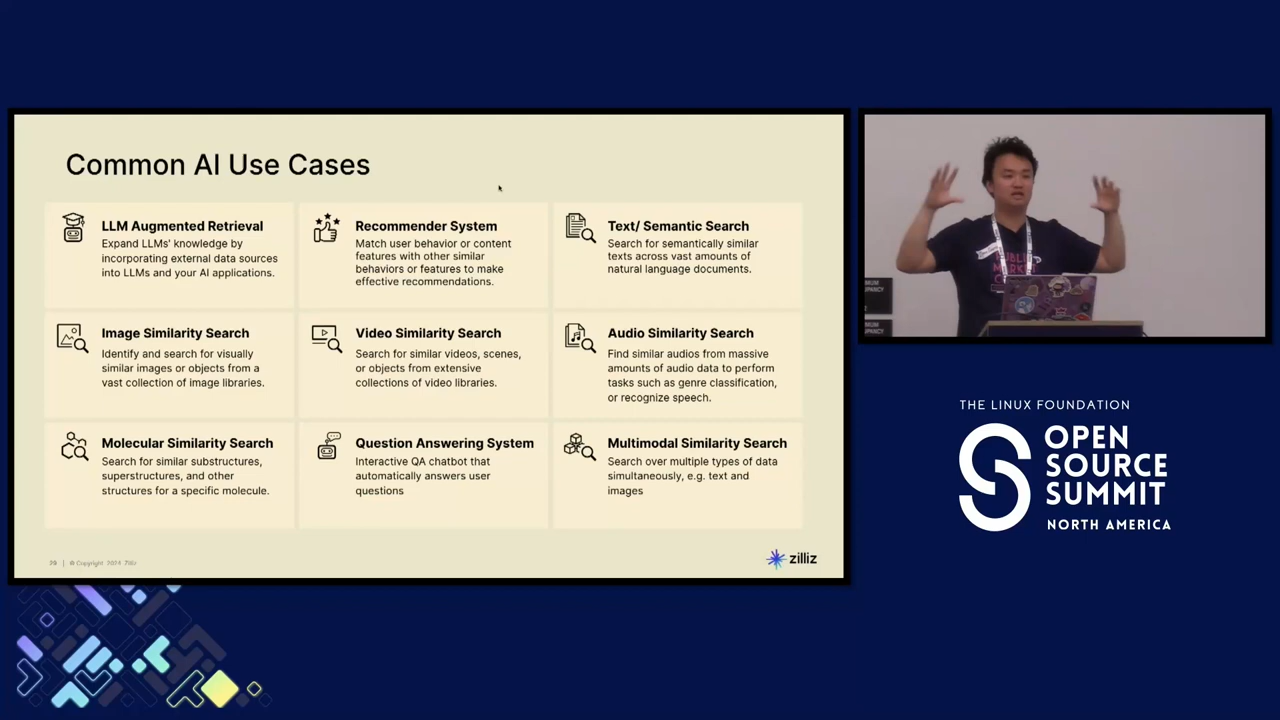 Common AI Use Cases
LLM Augmented Retrieval
Expand LLMs' knowledge by
incorporating external data sources
into LLMs and your AI applications.
Recommender System
Match user behavior or content
features with other similar
behaviors or features to make
effective recommendations.
Text/ Semantic Search
Search for semantically similar
texts across vast amounts of
natural language documents.
Image Similarity Search
Identify and search for visually
similar images or objects from a
vast collection of image libraries.
Video Similarity Search
Search for similar videos, scenes,
or objects from extensive
collections of video libraries.
Audio Similarity Search
Find similar audios from massive
amounts of audio data to perform
tasks such as genre classification,
or recognize speech.
Molecular Similarity Search
Search for similar substructures,
superstructures, and other
structures for a specific molecule.
Question Answering System
Interactive QA chatbot that
automatically answers user
questions
Multimodal Similarity Search
Search over multiple types of data
simultaneously, e.g. text and
images
29 | © Copyright 2024 Zilliz
zilliz
PUBLIC
MARKET
THE LINUX FOUNDATION
OPEN
SOURCE
SUMMIT
NORTH AMERICA